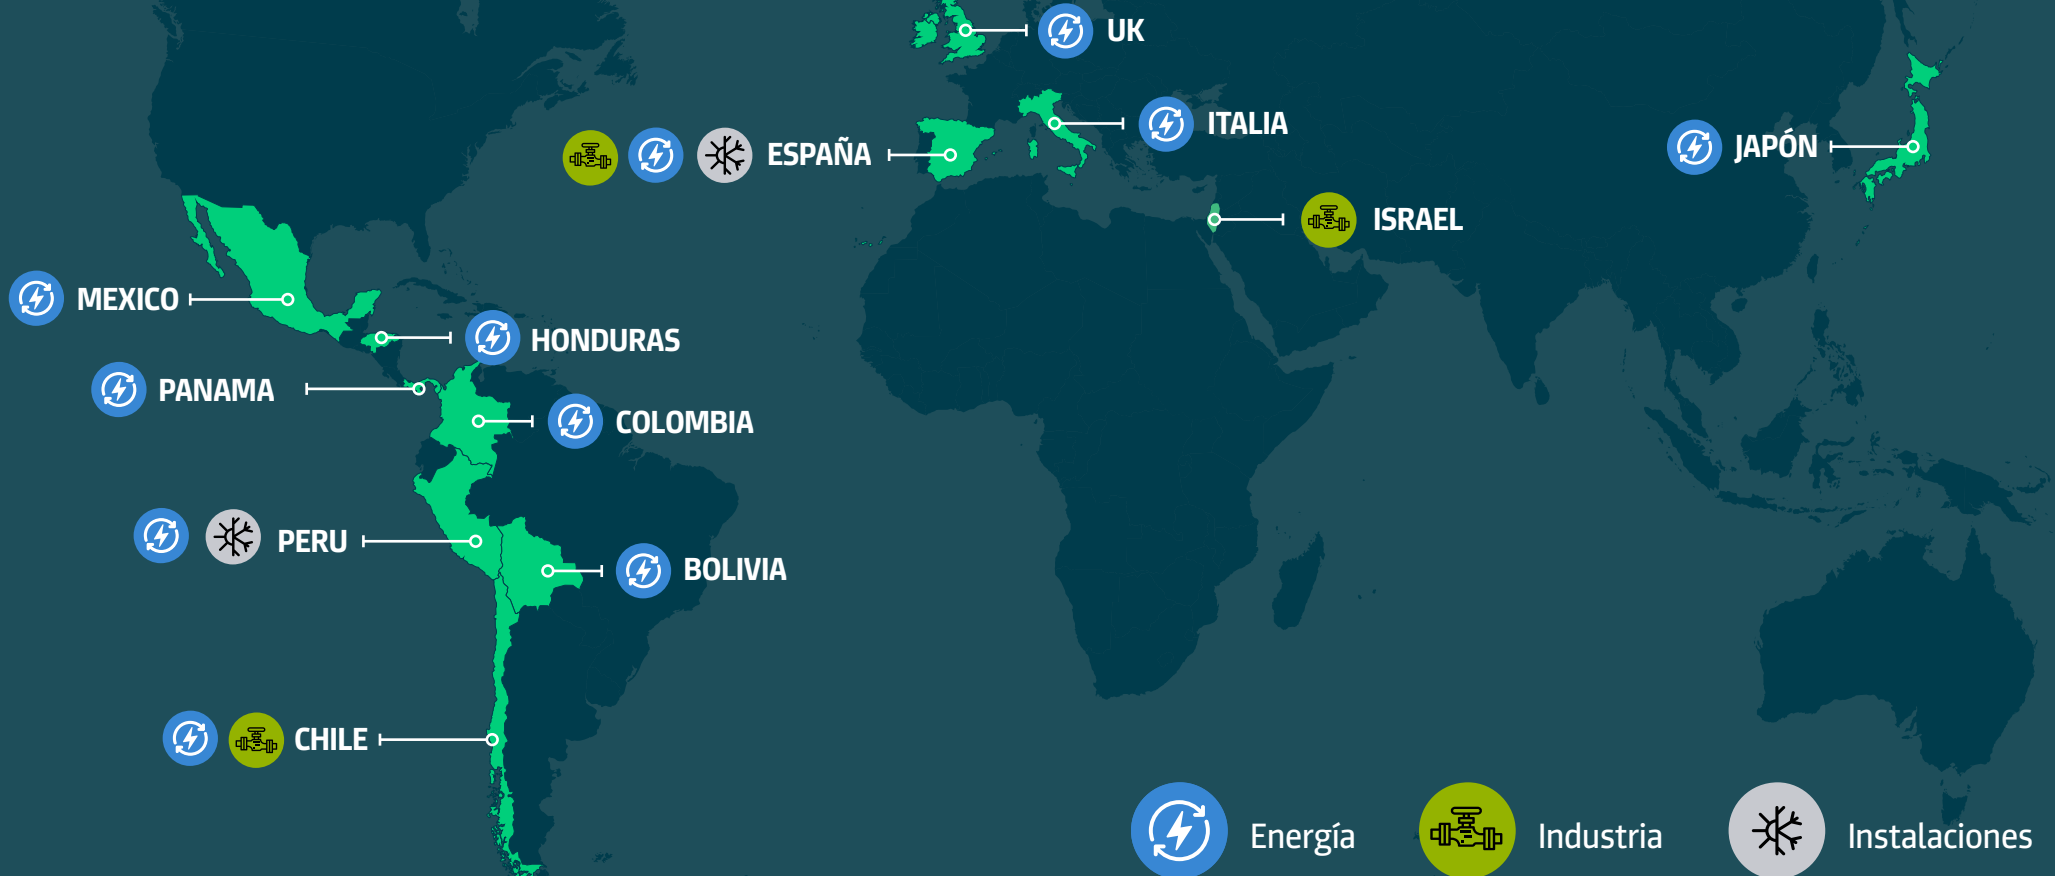 UK
ITALIA
ESPAÑA
JAPÓN
ISRAEL
MEXICO
HONDURAS
PANAMA
COLOMBIA
PERU
BOLIVIA
CHILE
Energía
Industria
Instalaciones